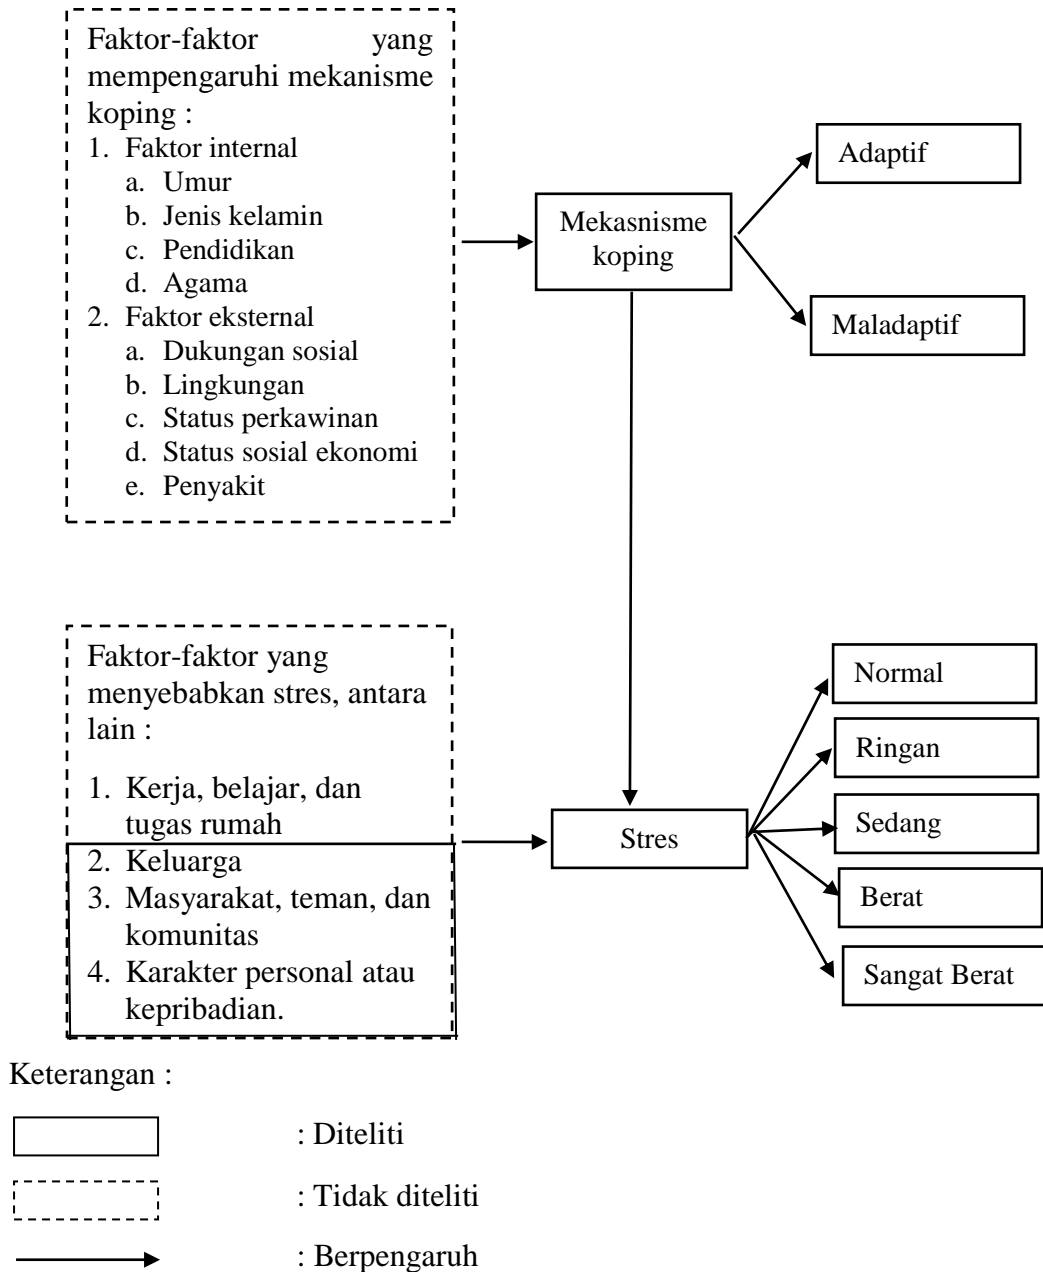 Faktor-faktor yang
mempengaruhi mekanisme
koping :
1. Faktor internal
a. Umur
b. Jenis kelamin
c. Pendidikan
d. Agama
2. Faktor eksternal
a. Dukungan sosial
b. Lingkungan
c. Status perkawinan
d. Status sosial ekonomi
e. Penyakit
Mekasnisme
koping
Adaptif
Maladaptif
Faktor-faktor yang
menyebabkan stres, antara
lain :
1. Kerja, belajar, dan
tugas rumah
2. Keluarga
3. Masyarakat, teman, dan
komunitas
4. Karakter personal atau
kepribadian.
Stres
Normal
Ringan
Sedang
Berat
Sangat Berat
Keterangan :
: Diteliti
: Tidak diteliti
: Berpengaruh